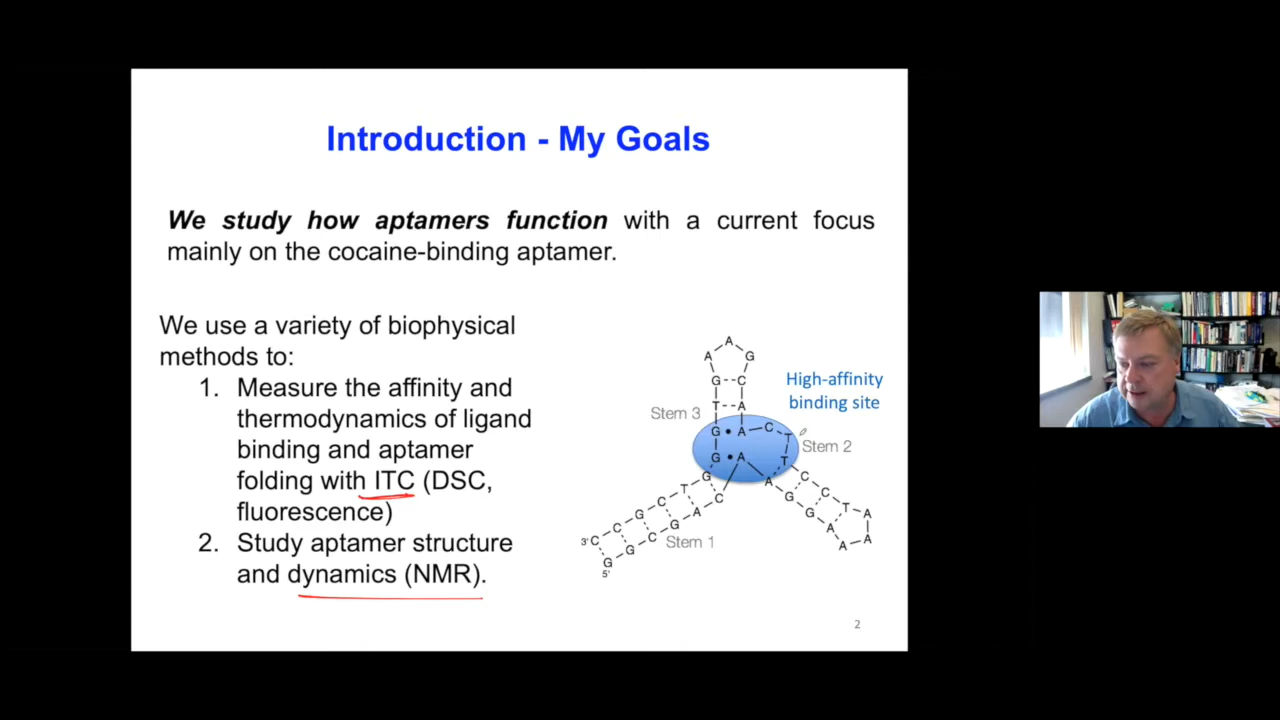 Introduction - My Goals
We study how aptamers function with a current focus
mainly on the cocaine-binding aptamer.
We use a variety of biophysical
methods to:
1. Measure the affinity and
thermodynamics of ligand
binding and aptamer
folding with ITC (DSC,
fluorescence)
2. Study aptamer structure
and dynamics (NMR).
A
A G
G C
T A
G • A C T
G • A T
High-affinity
binding site
Stem 3
Stem 2
G A C
T C G C
C A G T A
G G G A A
C C A
3' C C
G
G
5'
Stem 1
2